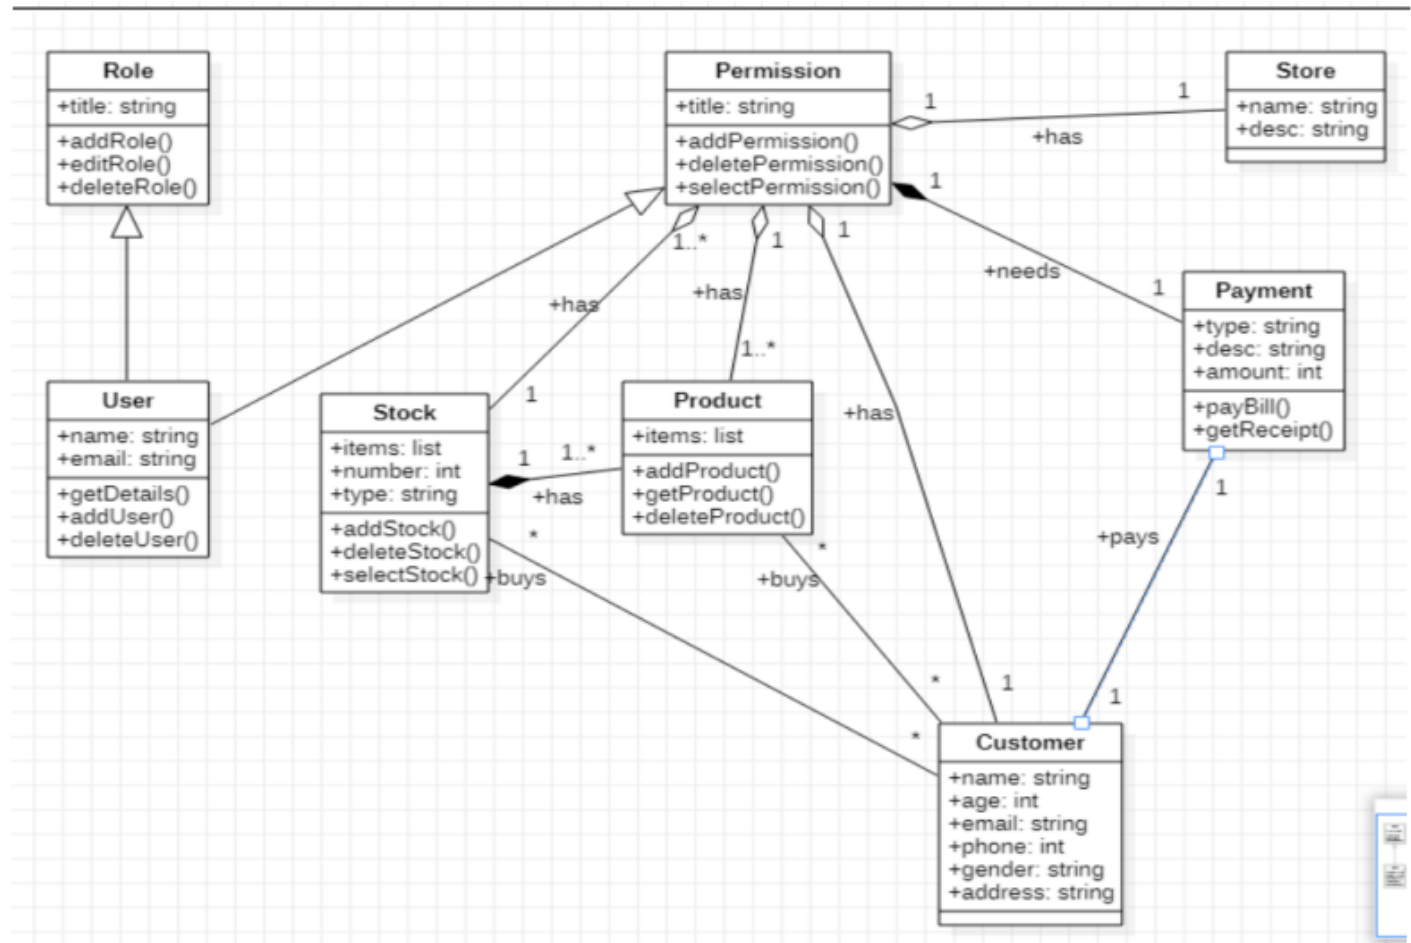 Role
+title: string
+addRole()
+editRole()
+deleteRole()
Permission
+title: string
+addPermission()
+deletePermission()
+selectPermission()
Store
+name: string
+desc: string
1
1
+has
1
+needs
1
1..*
+has
1
1
+has
1..*
1
+has
1
Payment
+type: string
+desc: string
+amount: int
+payBill()
+getReceipt()
User
+name: string
+email: string
+getDetails()
+addUser()
+deleteUser()
Stock
+items: list
+number: int
+type: string
+addStock()
+deleteStock()
+selectStock()
Product
+items: list
+addProduct()
+getProduct()
+deleteProduct()
1
1..*
+has
*
+buys
*
*
+buys
*
1
+pays
1
Customer
+name: string
+age: int
+email: string
+phone: int
+gender: string
+address: string